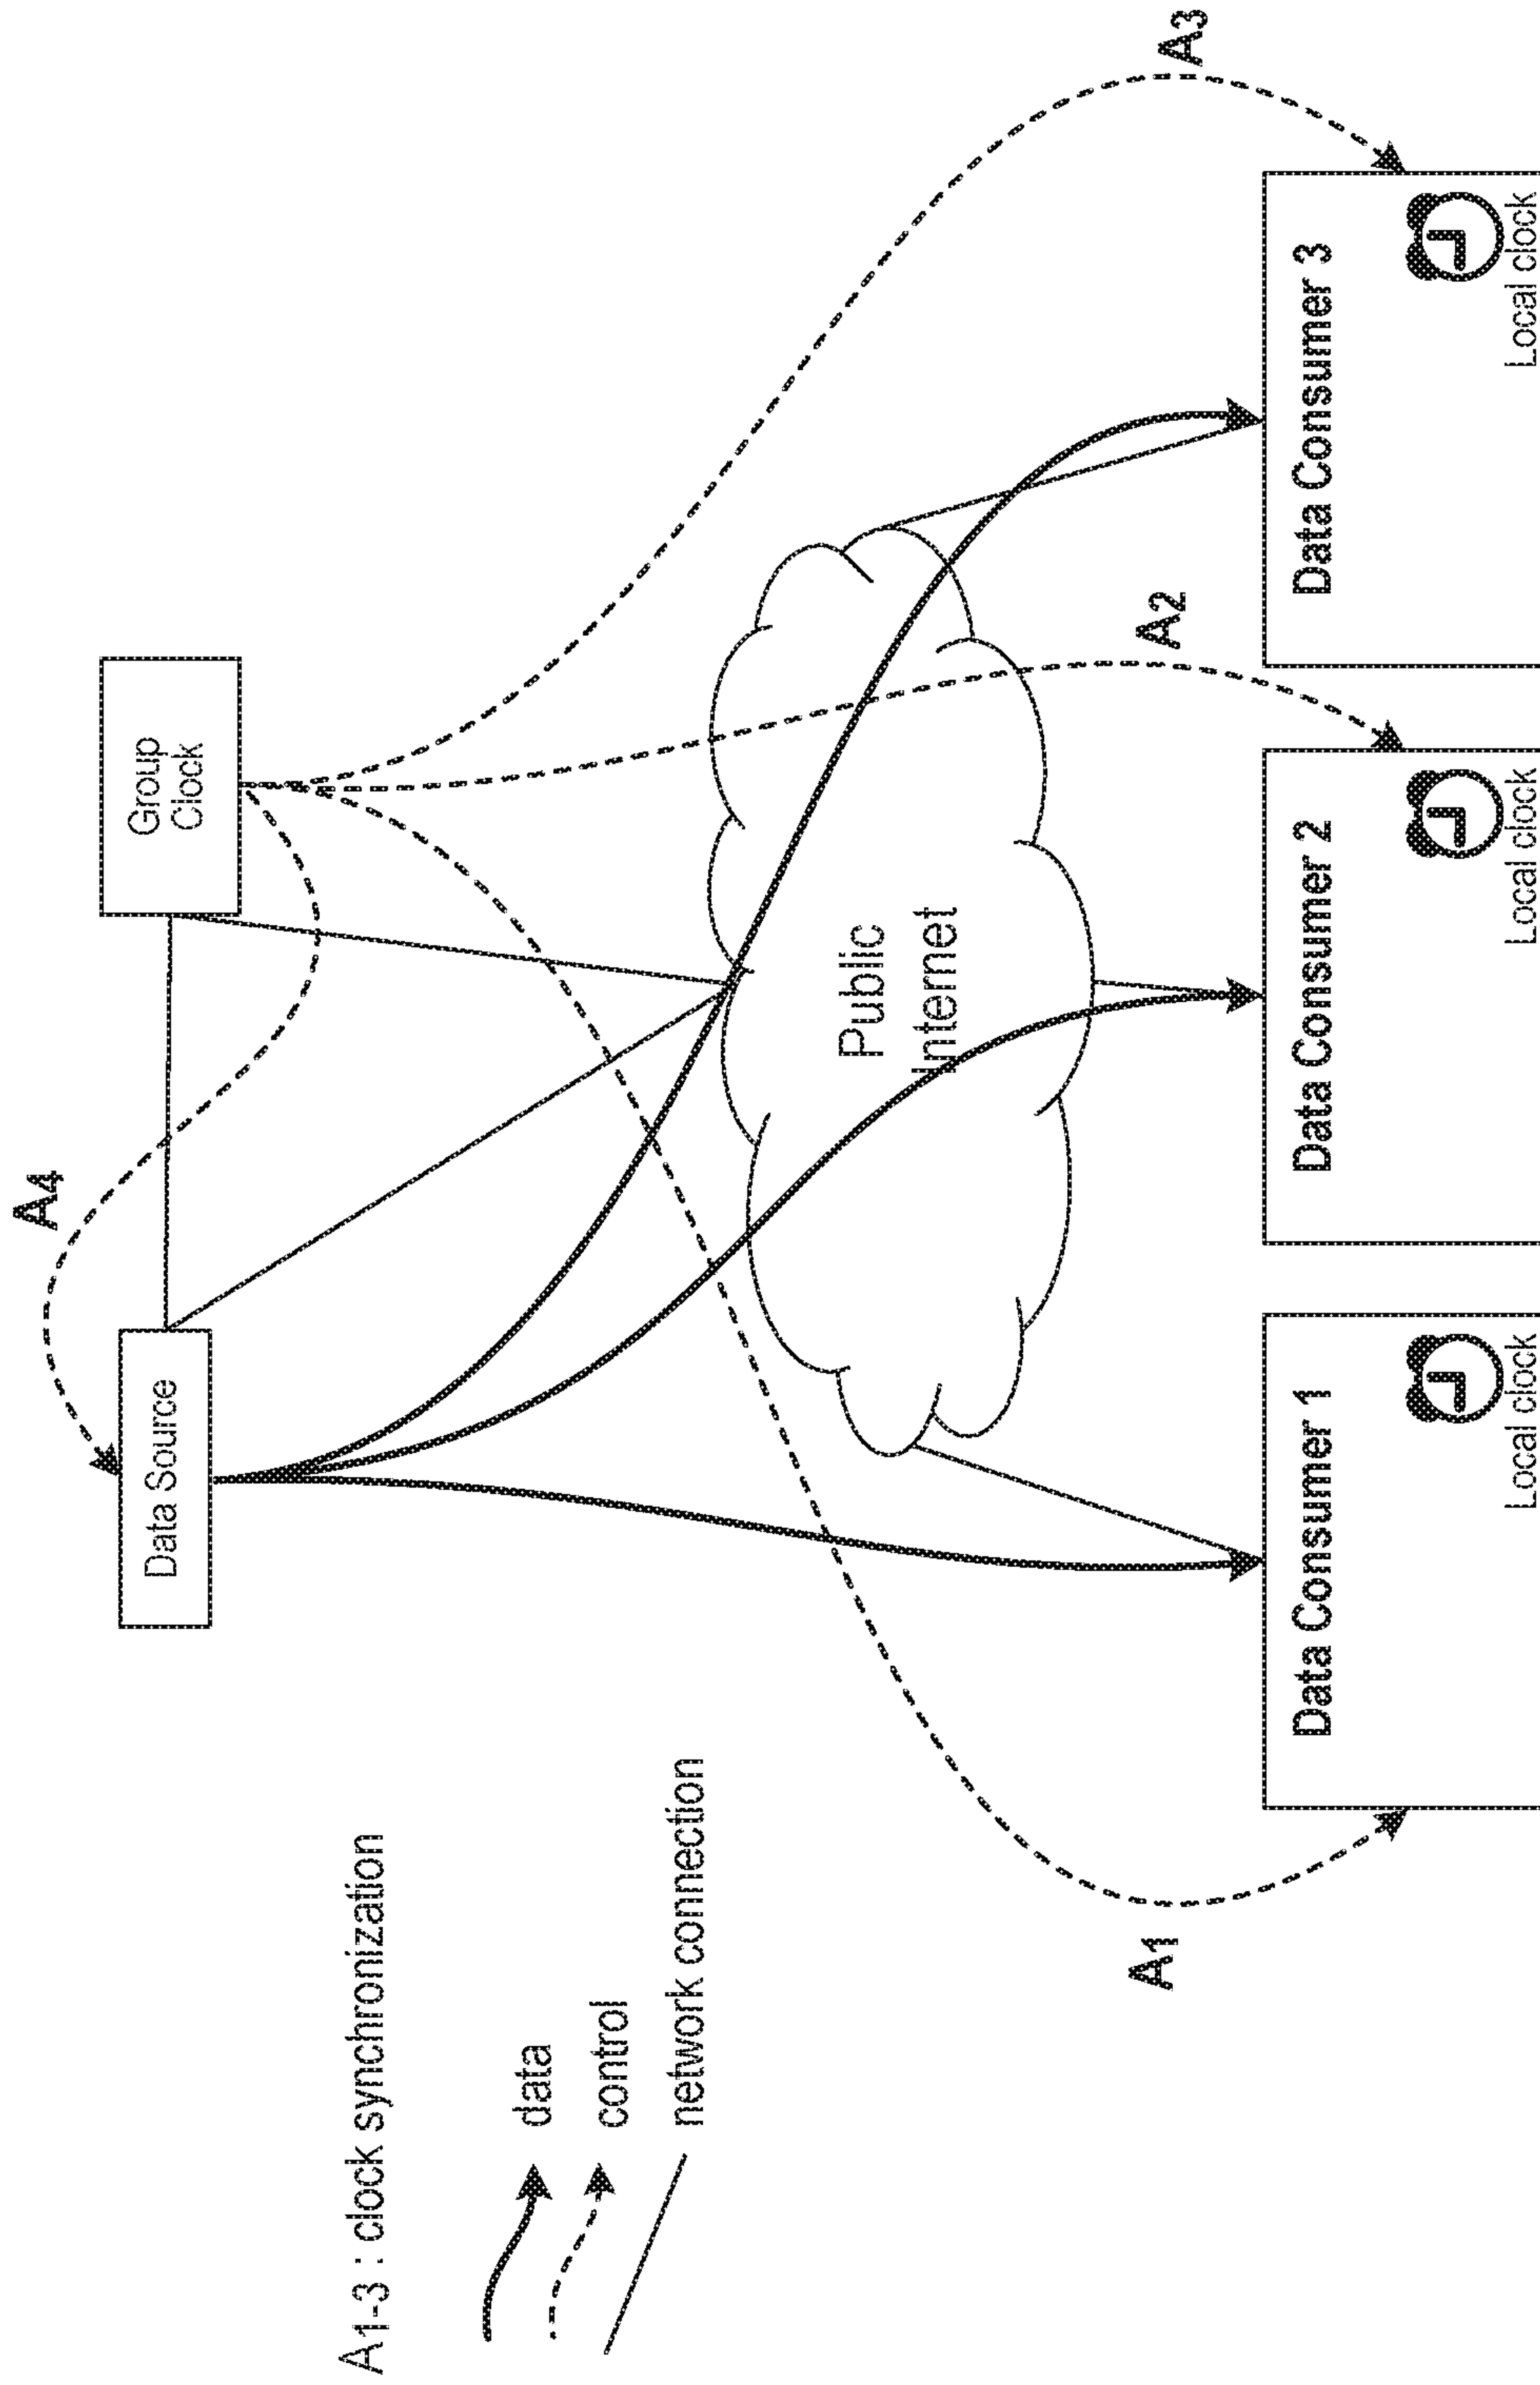 A1-3 : clock synchronization
data
control
network connection
A4
Data Source
Group
Clock
Public
Internet
A1
A2
A3
Data Consumer 1
Local clock
Data Consumer 2
Local clock
Data Consumer 3
Local clock